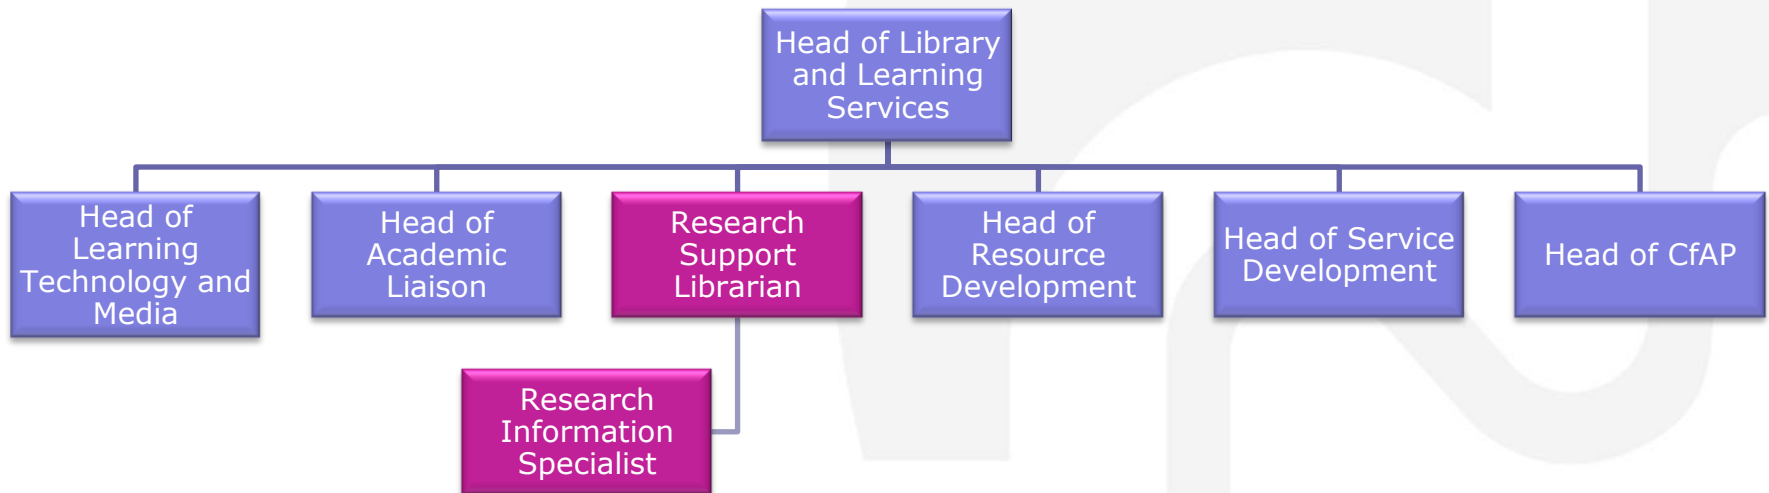 Head of Library
and Learning
Services
Head of
Learning
Technology and
Media
Head of
Academic
Liaison
Research
Support
Librarian
Head of
Resource
Development
Head of Service
Development
Head of CfAP
Research
Information
Specialist